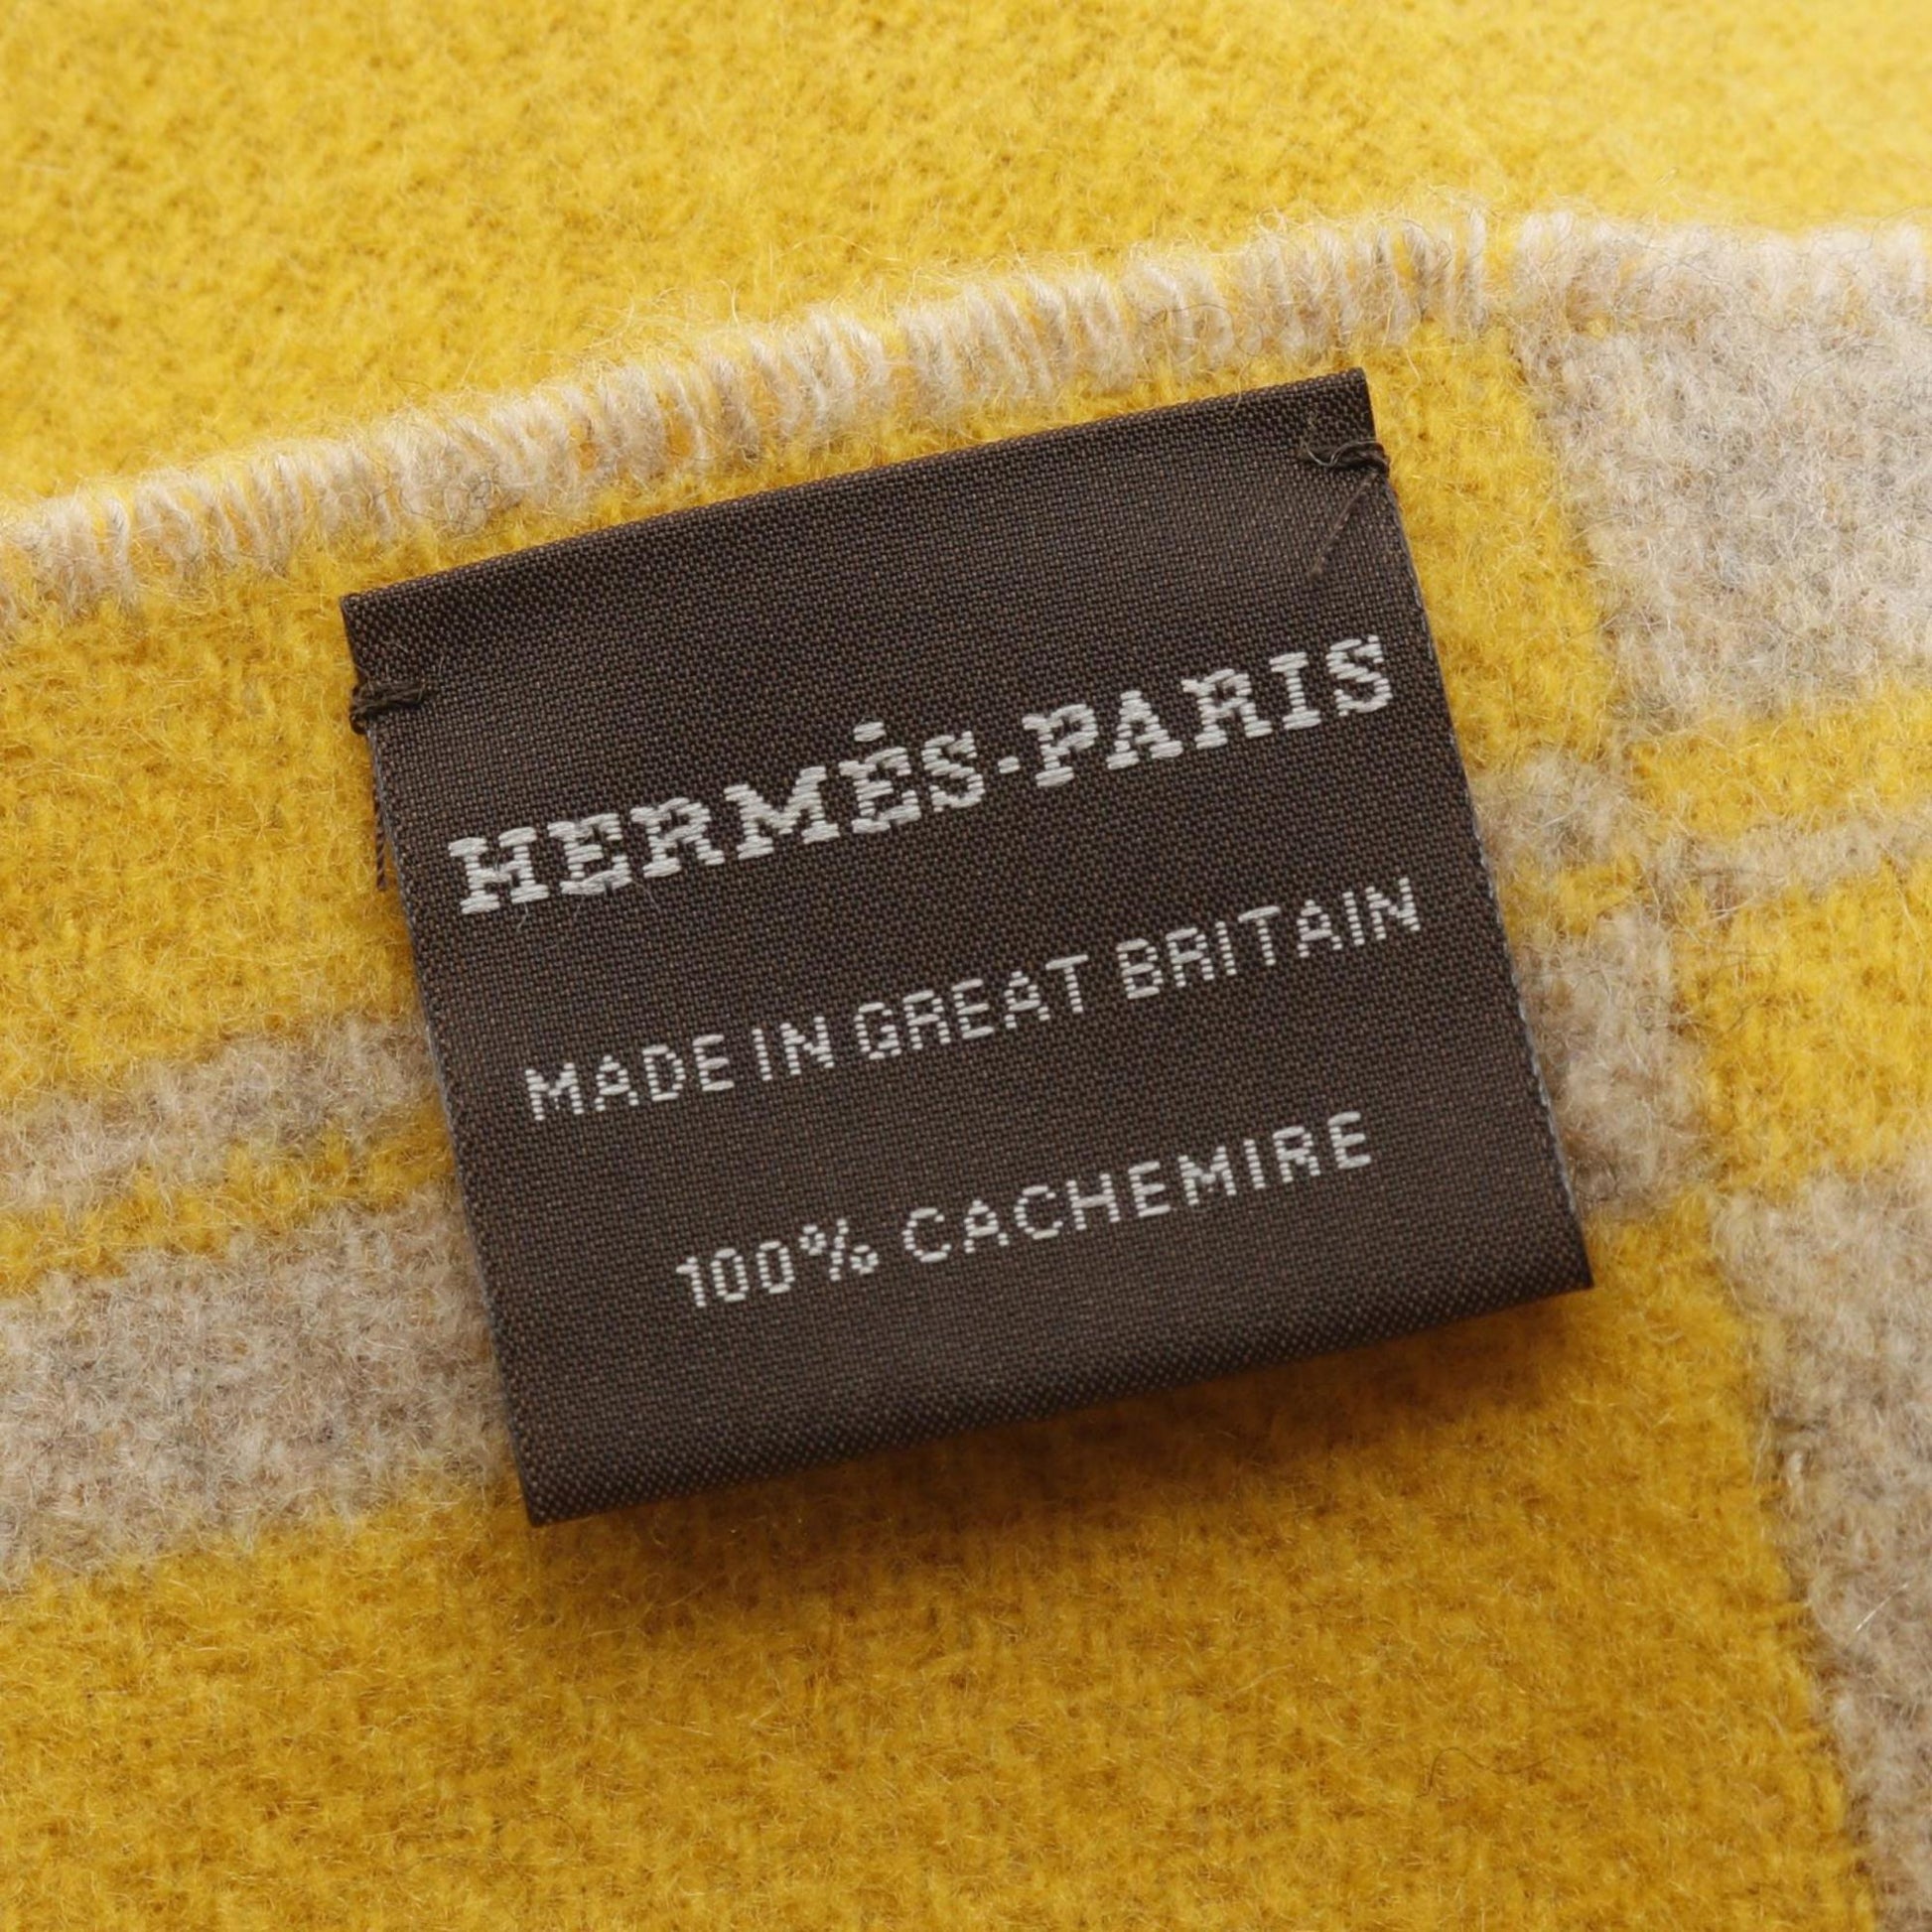 HERMÈS-PARIS
MADE IN GREAT BRITAIN
100% CACHEMIRE